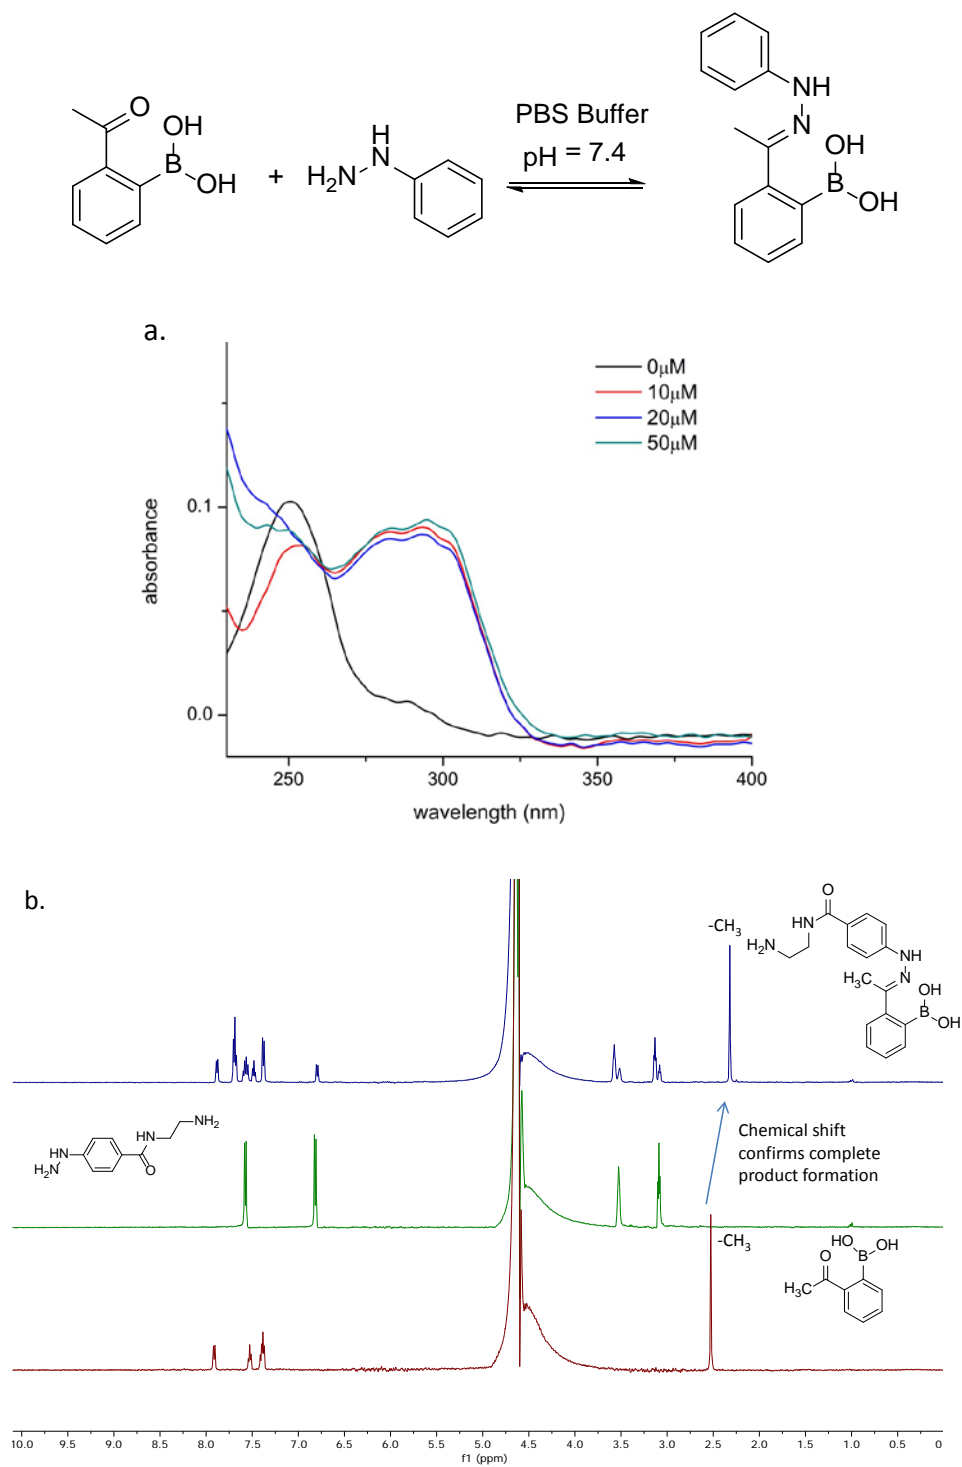 O
OH
B
OH
+
H
N
H₂N
PBS Buffer
pH = 7.4
NH
N
OH
B
OH
a.
0μM
10μM
20μM
50μM
absorbance
0.1
0.0
250
300
350
400
wavelength (nm)
b.
-CH₃
O
HN
H₂N
NH
N
H₃C
OH
B
OH
H₂N
HN
HN
NH₂
O
Chemical shift
confirms complete
product formation
-CH₃
HO
OH
B
O
H₃C
10.0 9.5 9.0 8.5 8.0 7.5 7.0 6.5 6.0 5.5 5.0 4.5 4.0 3.5 3.0 2.5 2.0 1.5 1.0 0.5 0
f1 (ppm)